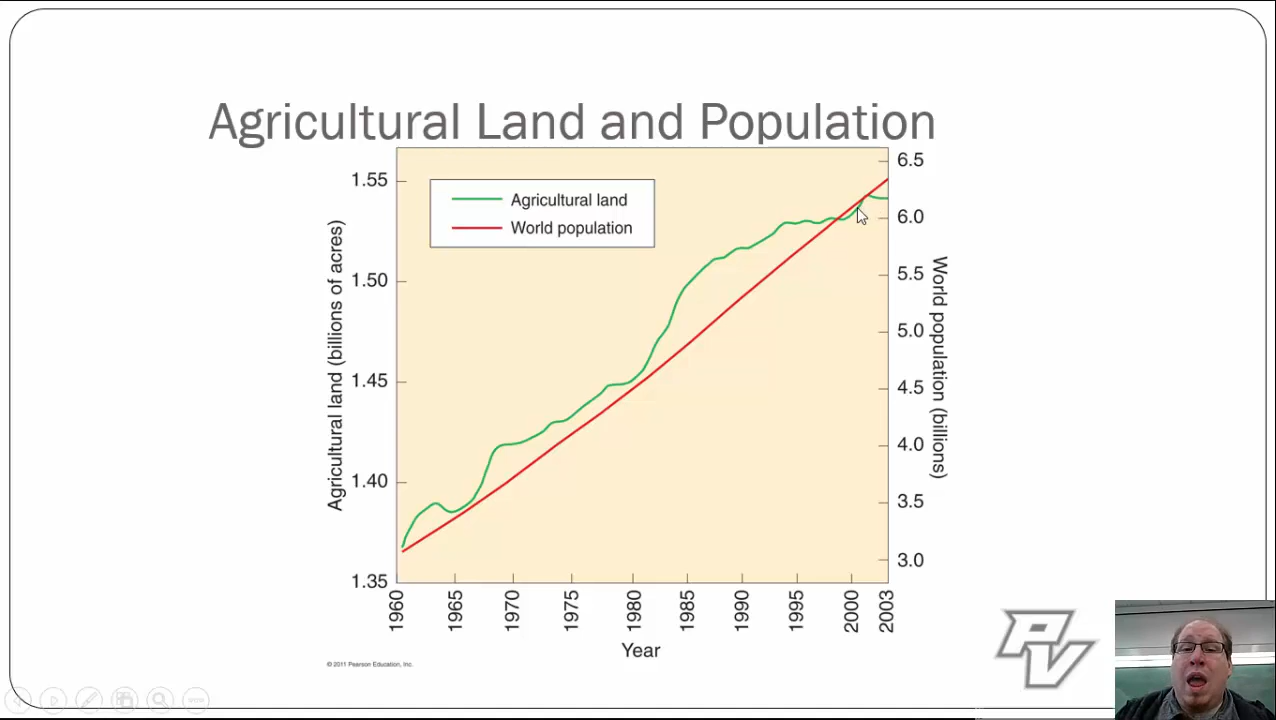 Agricultural Land and Population
1.55
1.50
1.45
1.40
1.35
Agricultural land (billions of acres)
Agricultural land
World population
6.5
6.0
5.5
5.0
4.5
4.0
3.5
3.0
World population (billions)
1960
1965
1970
1975
1980
1985
1990
1995
2000
2003
Year
© 2011 Pearson Education, Inc.
PV